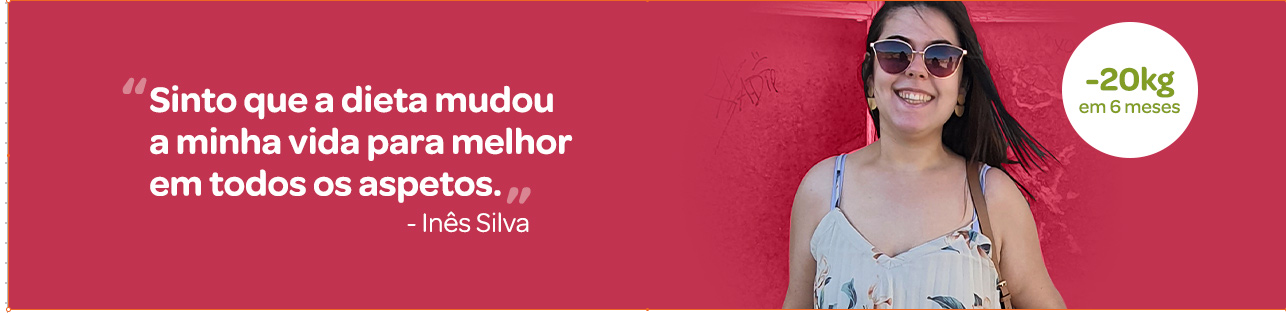 “Sinto que a dieta mudou
a minha vida para melhor
em todos os aspetos.”
- Inês Silva
-20kg
em 6 meses